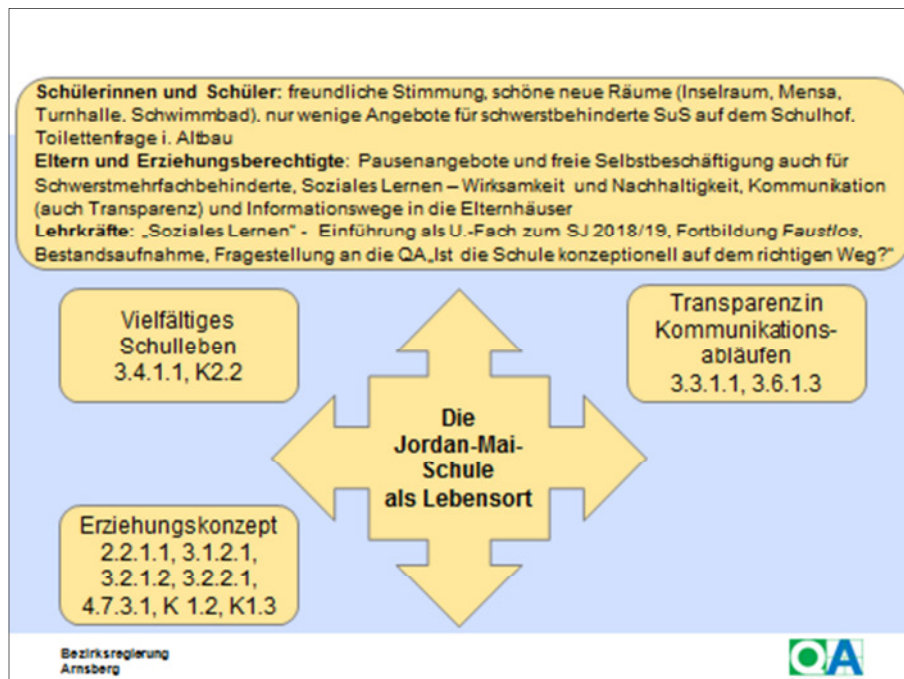 Schülerinnen und Schüler: freundliche Stimmung, schöne neue Räume (Inselraum, Mensa,
Turnhalle, Schwimmbad), nur wenige Angebote für schwerstbehinderte SuS auf dem Schulhof,
Toilettenfrage i. Altbau
Eltern und Erziehungsberechtigte: Pausenangebote und freie Selbstbeschäftigung auch für
Schwerstmehrfachbehinderte, Soziales Lernen – Wirksamkeit und Nachhaltigkeit, Kommunikation
(auch Transparenz) und Informationswege in die Elternhäuser
Lehrkräfte: „Soziales Lernen" - Einführung als U.-Fach zum SJ 2018/19, Fortbildung Faustlos,
Bestandsaufnahme, Fragestellung an die QA„Ist die Schule konzeptionell auf dem richtigen Weg?"
Vielfältiges
Schulleben
3.4.1.1, K2.2
Transparenz in
Kommunikations-
abläufen
3.3.1.1, 3.6.1.3
Die
Jordan-Mai-
Schule
als Lebensort
Erziehungskonzept
2.2.1.1, 3.1.2.1,
3.2.1.2, 3.2.2.1,
4.7.3.1, K 1.2, K1.3
Bezirksregierung
Arnsberg
QA